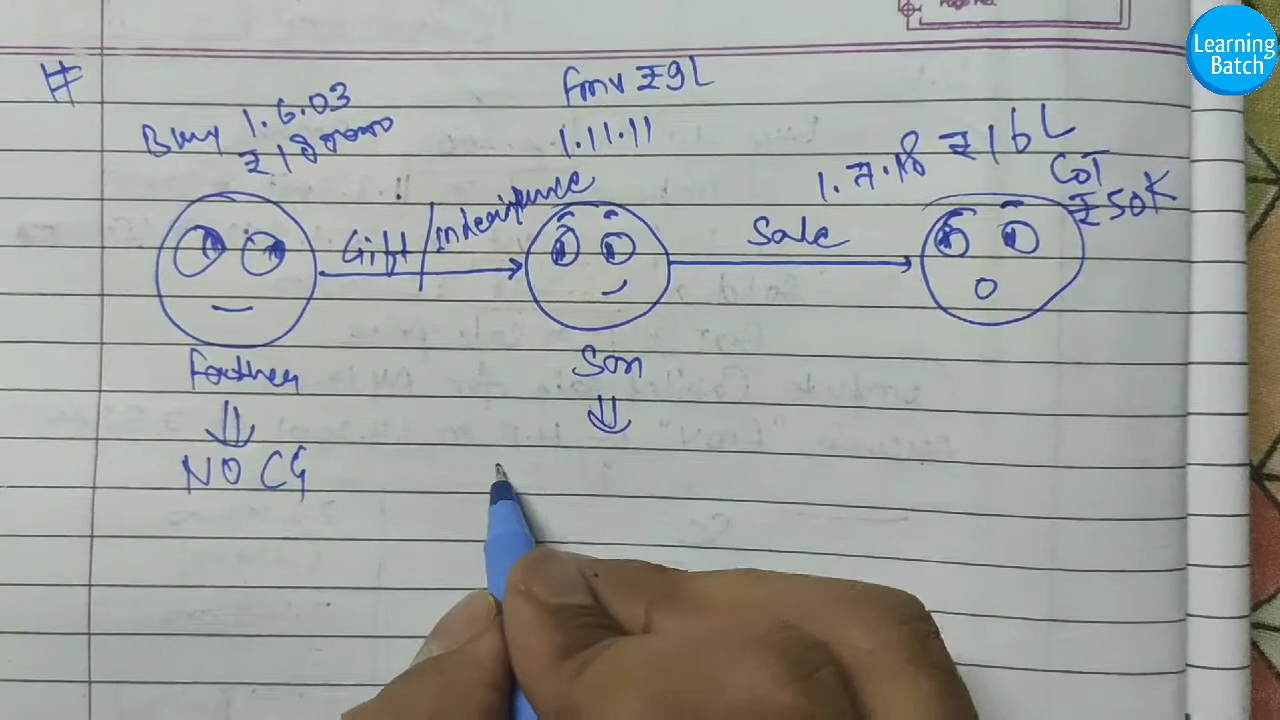 Learning
Batch
#
Fmv ₹9L
Buy 1.6.03
1.11.11
1.7.18 ₹16L
COT
₹50K
Gift/inheritance
Sale
Father
Son
NO CG